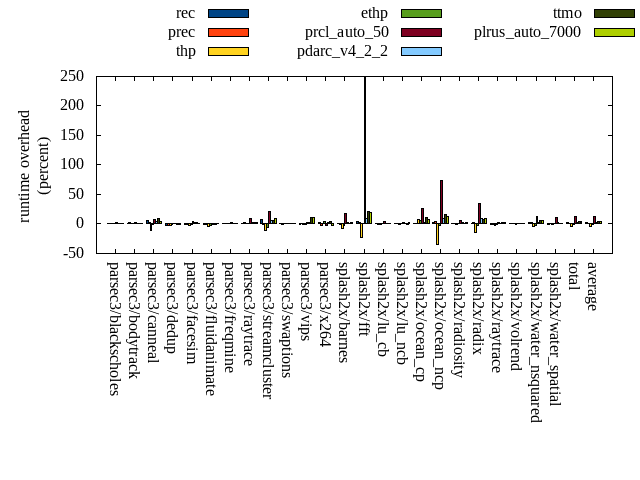 rec
prec
thp
ethp
prcl_auto_50
pdarc_v4_2_2
ttmo
plrus_auto_7000
runtime overhead
(percent)
250
200
150
100
50
0
-50
parsec3/blackscholes
parsec3/bodytrack
parsec3/canneal
parsec3/dedup
parsec3/facesim
parsec3/fluidanimate
parsec3/freqmine
parsec3/raytrace
parsec3/streamcluster
parsec3/swaptions
parsec3/vips
parsec3/x264
splash2x/barnes
splash2x/fft
splash2x/lu_cb
splash2x/lu_ncb
splash2x/ocean_cp
splash2x/ocean_ncp
splash2x/radiosity
splash2x/radix
splash2x/raytrace
splash2x/volrend
splash2x/water_nsquared
splash2x/water_spatial
total
average